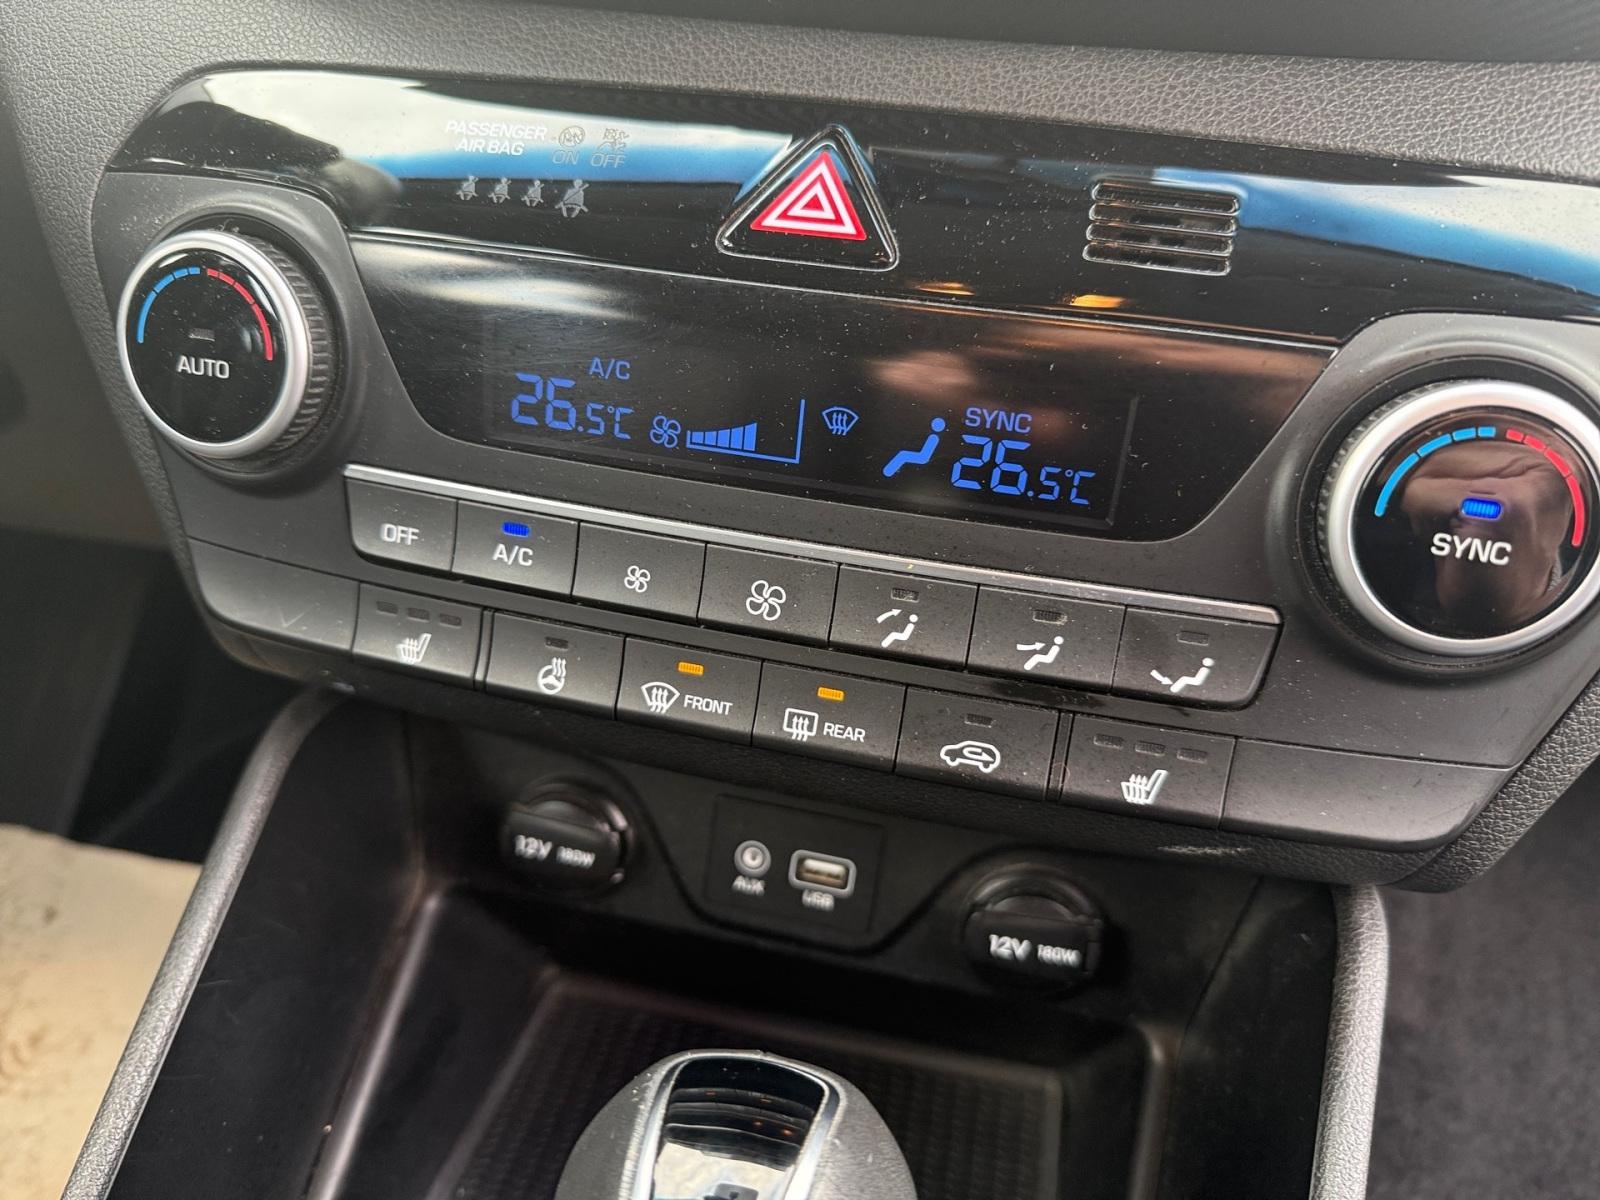 PASSENGER
AIR BAG
ON OFF
AUTO
A/C
26.5°C
SYNC
26.5°C
SYNC
OFF
A/C
FRONT
REAR
12V 180W
AUX
USB
12V 180W